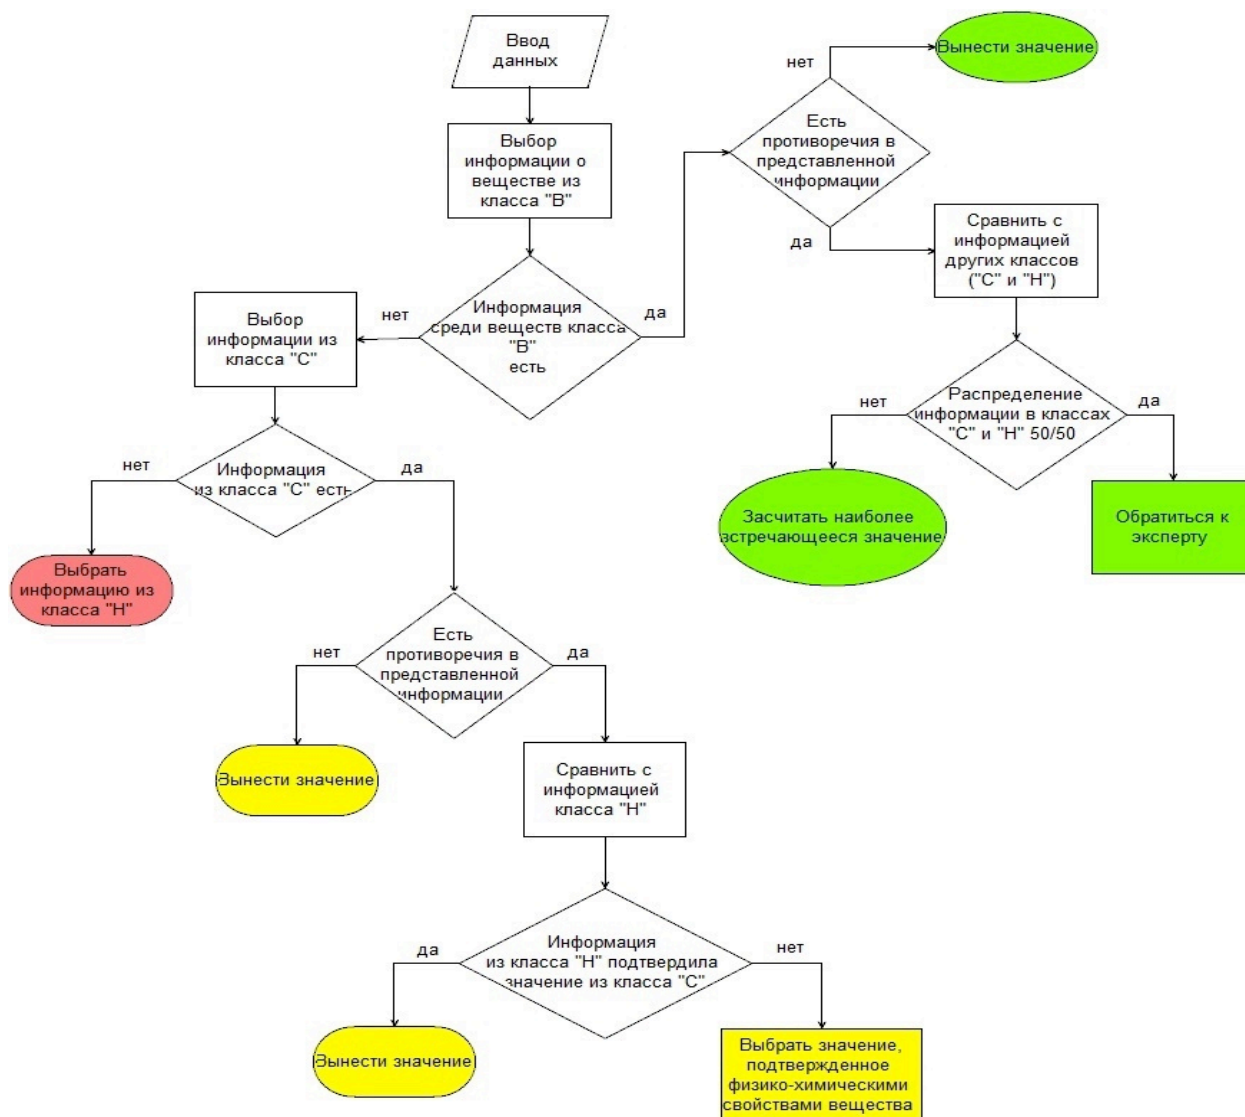 Ввод
данных
Выбор
информации о
веществе из
класса "В"
Информация
среди веществ класса
"В"
есть
нет
да
Есть
противоречия в
представленной
информации
нет
Вынести значение
да
Сравнить с
информацией
других классов
("С" и "Н")
Распределение
информации в классах
"С" и "Н" 50/50
нет
да
Засчитать наиболее
встречающееся значение
Обратиться к
эксперту
Выбор
информации из
класса "С"
Информация
из класса "С" есть
нет
да
Выбрать
информацию из
класса "Н"
Есть
противоречия в
представленной
информации
нет
да
Вынести значение
Сравнить с
информацией
класса "Н"
Информация
из класса "Н" подтвердила
значение из класса "С"
да
нет
Вынести значение
Выбрать значение,
подтвержденное
физико-химическими
свойствами вещества